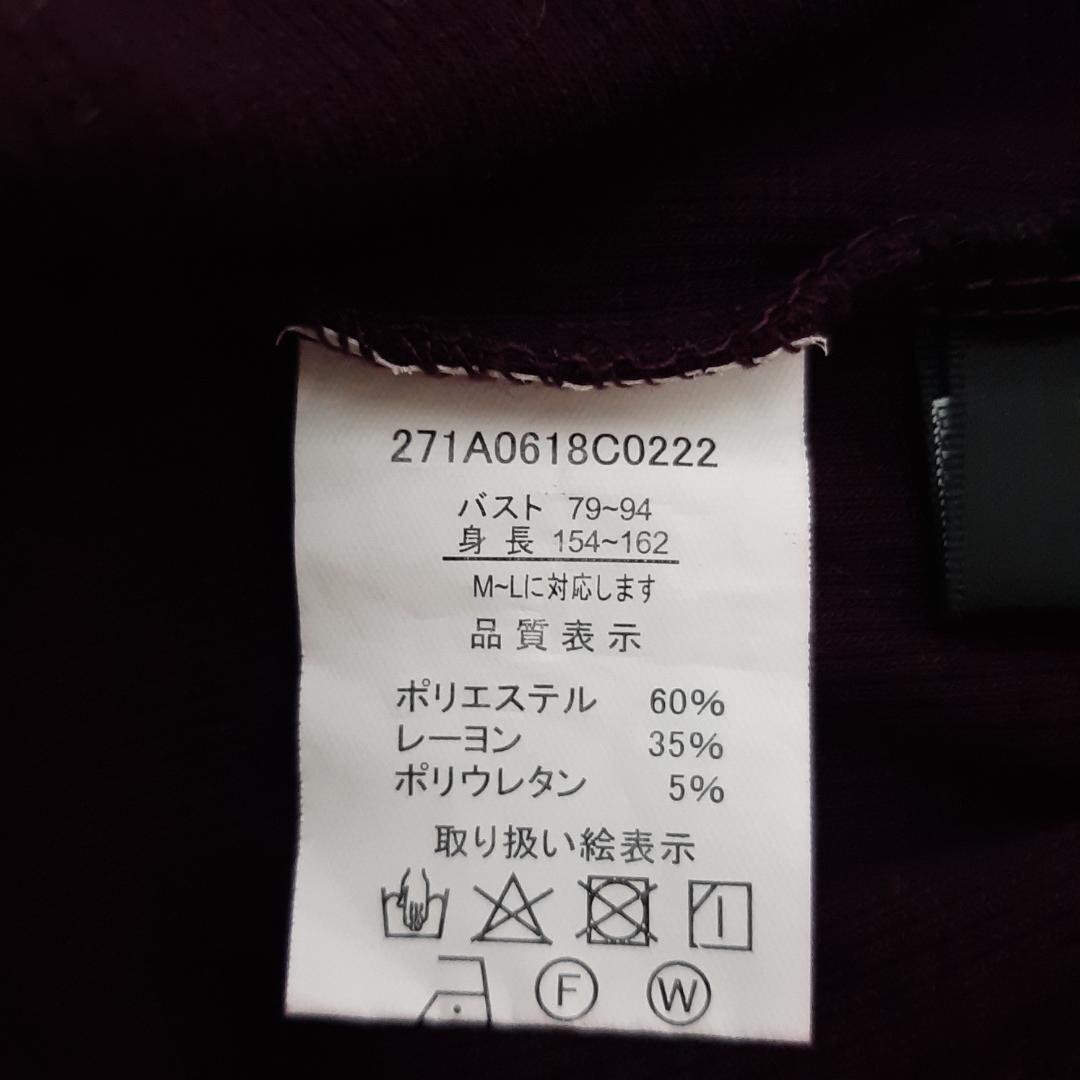 271A0618C0222
バスト 79~94
身 長 154~162
M~Lに対応します
品 質 表 示
ポリエステル 60%
レーヨン 35%
ポリウレタン 5%
取り扱い絵表示
F W